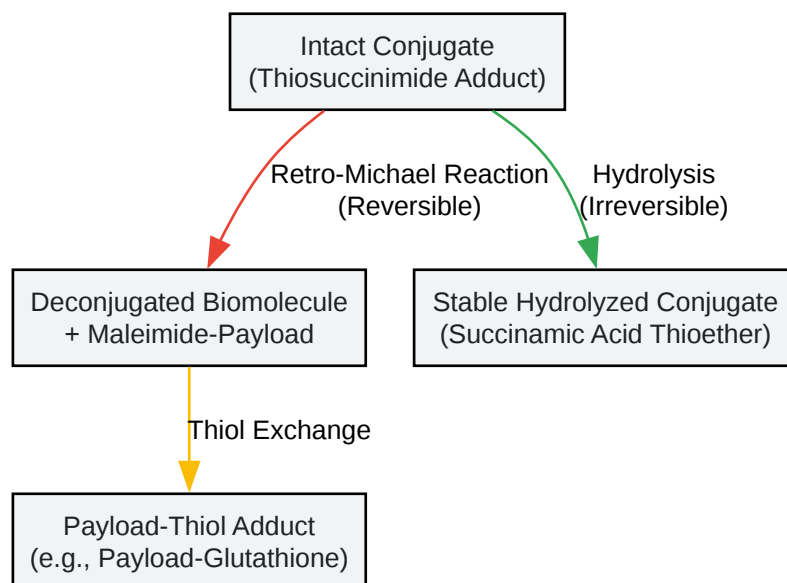 Intact Conjugate
(Thiosuccinimide Adduct)
Retro-Michael Reaction
(Reversible)
Hydrolysis
(Irreversible)
Deconjugated Biomolecule
+ Maleimide-Payload
Stable Hydrolyzed Conjugate
(Succinamic Acid Thioether)
Thiol Exchange
Payload-Thiol Adduct
(e.g., Payload-Glutathione)